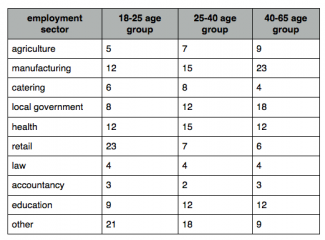 employment sector 18-25 age group 25-40 age group 40-65 age group
agriculture 5 7 9
manufacturing 12 15 23
catering 6 8 4
local government 8 12 18
health 12 15 12
retail 23 7 6
law 4 4 4
accountancy 3 2 3
education 9 12 12
other 21 18 9